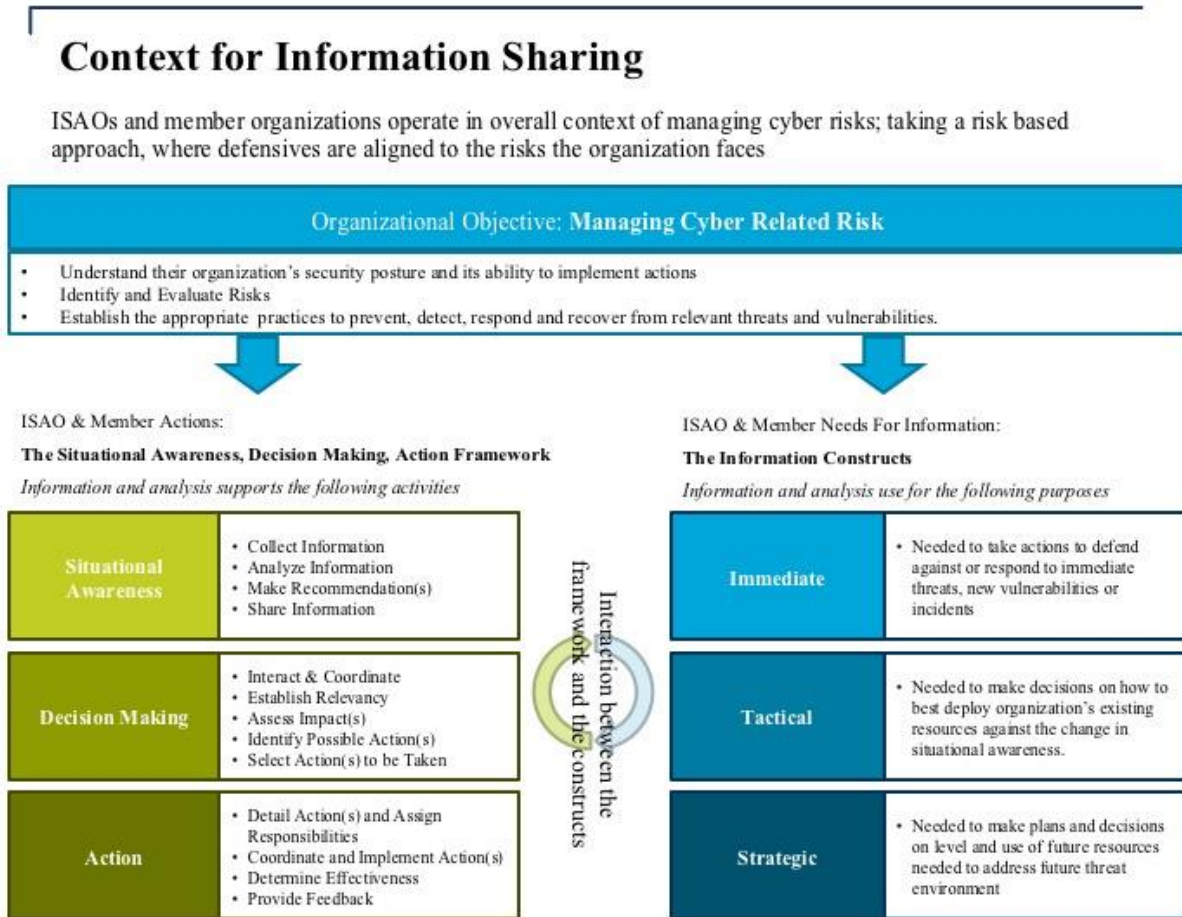 Context for Information Sharing
ISAOs and member organizations operate in overall context of managing cyber risks; taking a risk based
approach, where defensives are aligned to the risks the organization faces
Organizational Objective: Managing Cyber Related Risk
• Understand their organization's security posture and its ability to implement actions
• Identify and Evaluate Risks
• Establish the appropriate practices to prevent, detect, respond and recover from relevant threats and vulnerabilities.
ISAO & Member Actions:
The Situational Awareness, Decision Making, Action Framework
Information and analysis supports the following activities
Situational
Awareness
• Collect Information
• Analyze Information
• Make Recommendation(s)
• Share Information
Decision Making
• Interact & Coordinate
• Establish Relevancy
• Assess Impact(s)
• Identify Possible Action(s)
• Select Action(s) to be Taken
Action
• Detail Action(s) and Assign
Responsibilities
• Coordinate and Implement Action(s)
• Determine Effectiveness
• Provide Feedback
Interaction between the
framework and the constructs
ISAO & Member Needs For Information:
The Information Constructs
Information and analysis use for the following purposes
Immediate
• Needed to take actions to defend
against or respond to immediate
threats, new vulnerabilities or
incidents
Tactical
• Needed to make decisions on how to
best deploy organization's existing
resources against the change in
situational awareness.
Strategic
• Needed to make plans and decisions
on level and use of future resources
needed to address future threat
environment